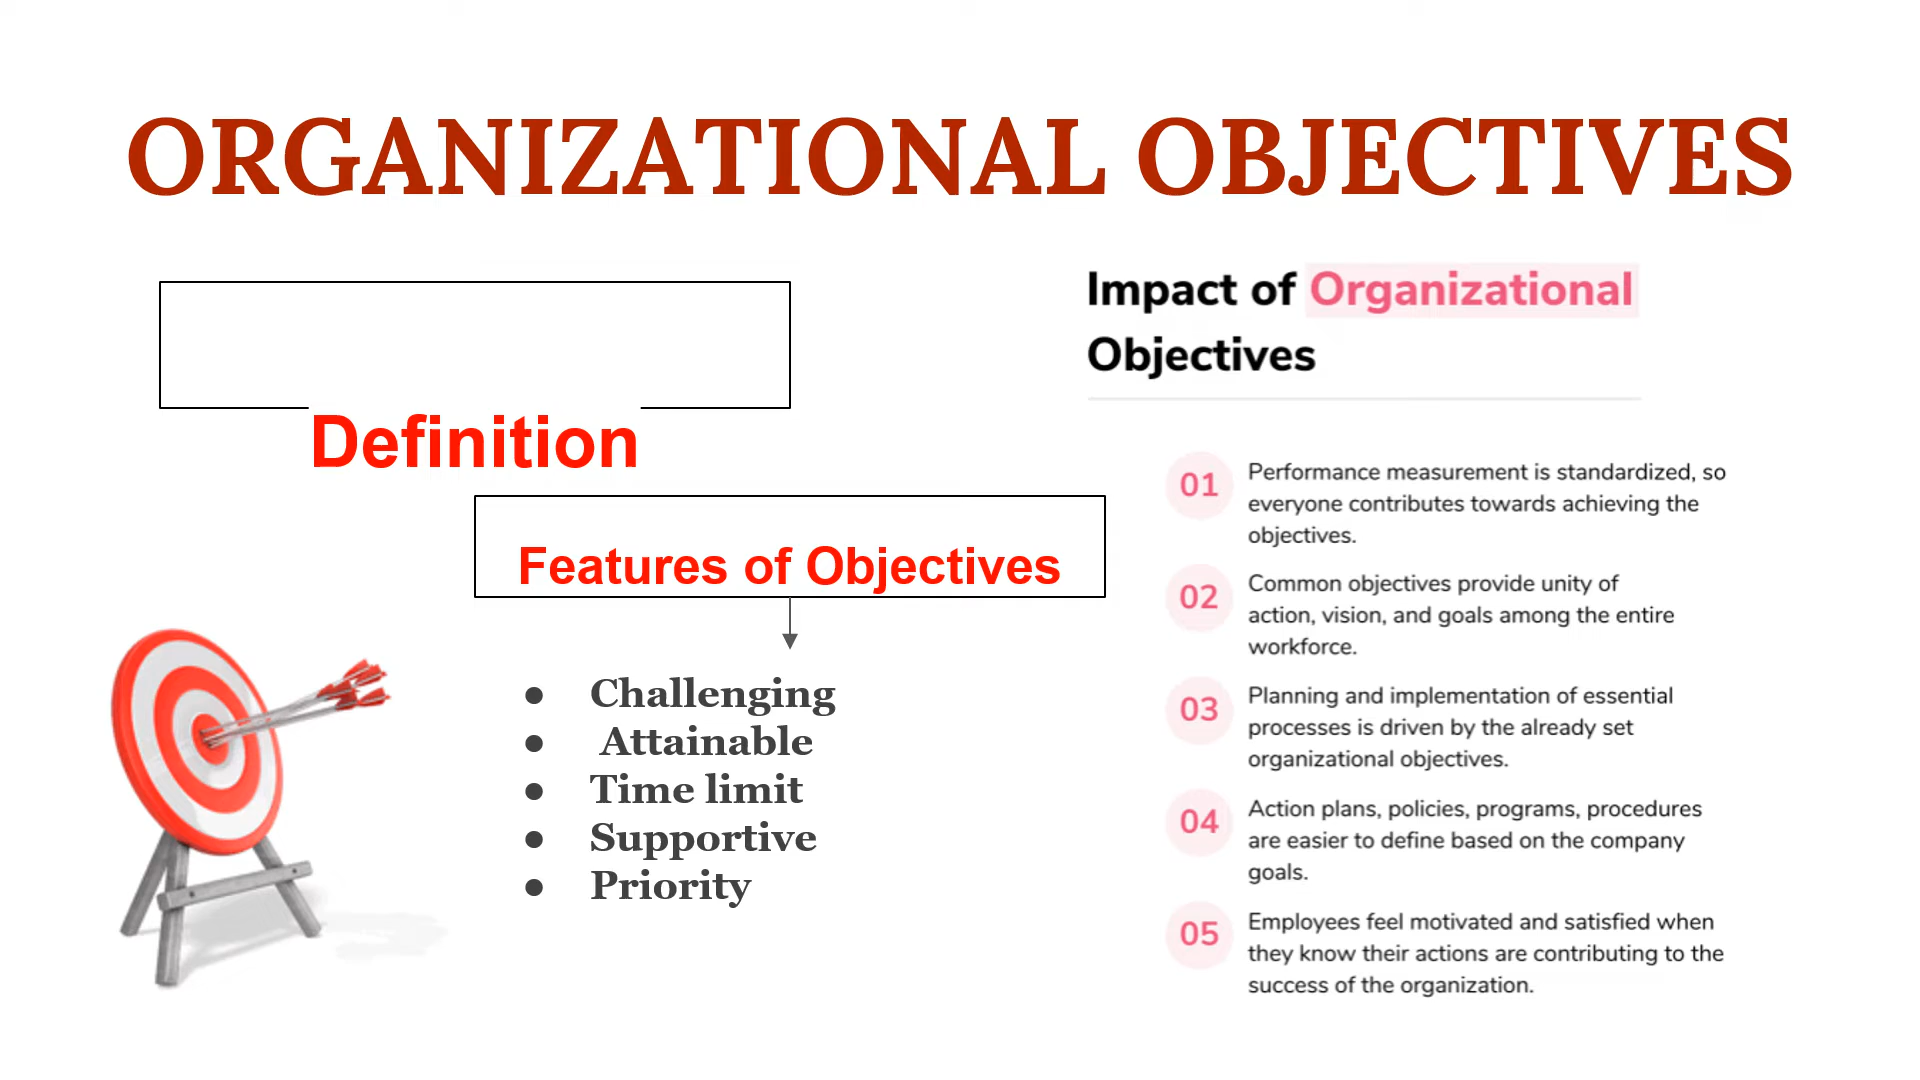 ORGANIZATIONAL OBJECTIVES
Definition
Features of Objectives
● Challenging
● Attainable
● Time limit
● Supportive
● Priority
Impact of Organizational
Objectives
01
Performance measurement is standardized, so
everyone contributes towards achieving the
objectives.
02
Common objectives provide unity of
action, vision, and goals among the entire
workforce.
03
Planning and implementation of essential
processes is driven by the already set
organizational objectives.
04
Action plans, policies, programs, procedures
are easier to define based on the company
goals.
05
Employees feel motivated and satisfied when
they know their actions are contributing to the
success of the organization.